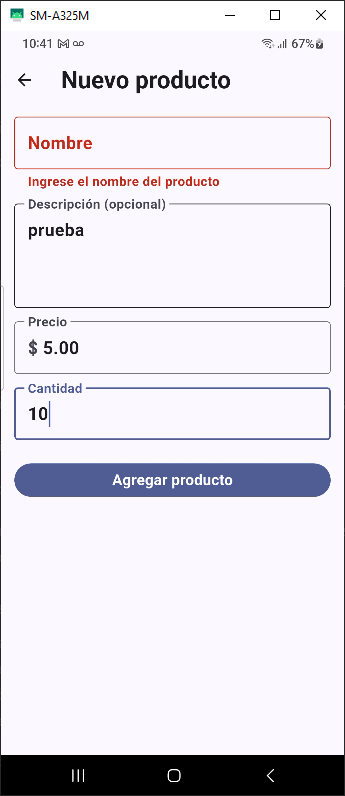 SM-A325M
10:41 67%
Nuevo producto
Nombre
Ingrese el nombre del producto
Descripción (opcional)
prueba
Precio
$ 5.00
Cantidad
10
Agregar producto